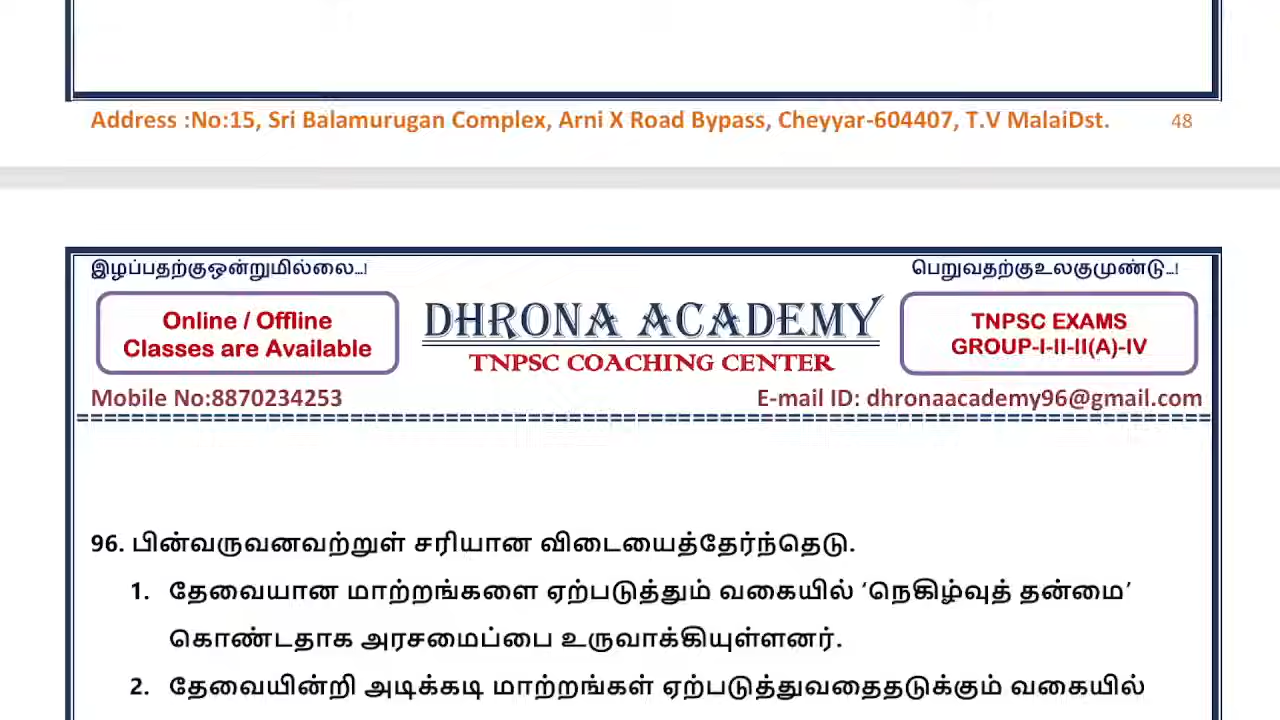 Address :No:15, Sri Balamurugan Complex, Arni X Road Bypass, Cheyyar-604407, T.V MalaiDst. 48
இழப்பதற்குஒன்றுமில்லை...! பெறுவதற்குஉலகுமுண்டு...!
Online / Offline
Classes are Available
DHRONA ACADEMY
TNPSC COACHING CENTER
TNPSC EXAMS
GROUP-I-II-II(A)-IV
Mobile No:8870234253 E-mail ID: dhronaacademy96@gmail.com
96. பின்வருவனவற்றுள் சரியான விடையைத்தேர்ந்தெடு.
1. தேவையான மாற்றங்களை ஏற்படுத்தும் வகையில் ‘நெகிழ்வுத் தன்மை’
கொண்டதாக அரசமைப்பை உருவாக்கியுள்ளனர்.
2. தேவையின்றி அடிக்கடி மாற்றங்கள் ஏற்படுத்துவதைதடுக்கும் வகையில்